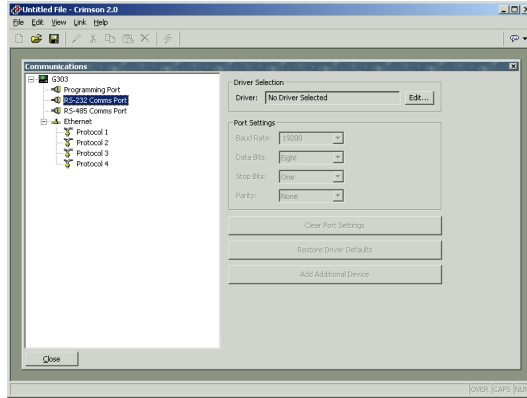 Untitled File - Crimson 2.0
File Edit View Link Help
Communications
G303
Programming Port
RS-232 Comms Port
RS-485 Comms Port
Ethernet
Protocol 1
Protocol 2
Protocol 3
Protocol 4
Driver Selection
Driver: No Driver Selected Edit...
Port Settings
Baud Rate: 19200
Data Bits: Eight
Stop Bits: One
Parity: None
Clear Port Settings
Restore Driver Defaults
Add Additional Device
Close
OVER CAPS NUM